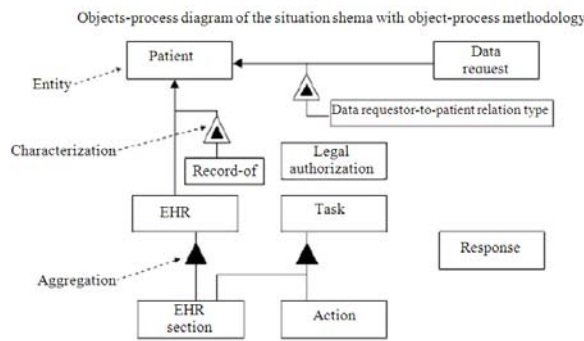 Objects-process diagram of the situation shema with object-process methodology
Patient
Data
request
Entity
Data requestor-to-patient relation type
Characterization
Legal
authorization
Record-of
EHR
Task
Response
Aggregation
EHR
section
Action